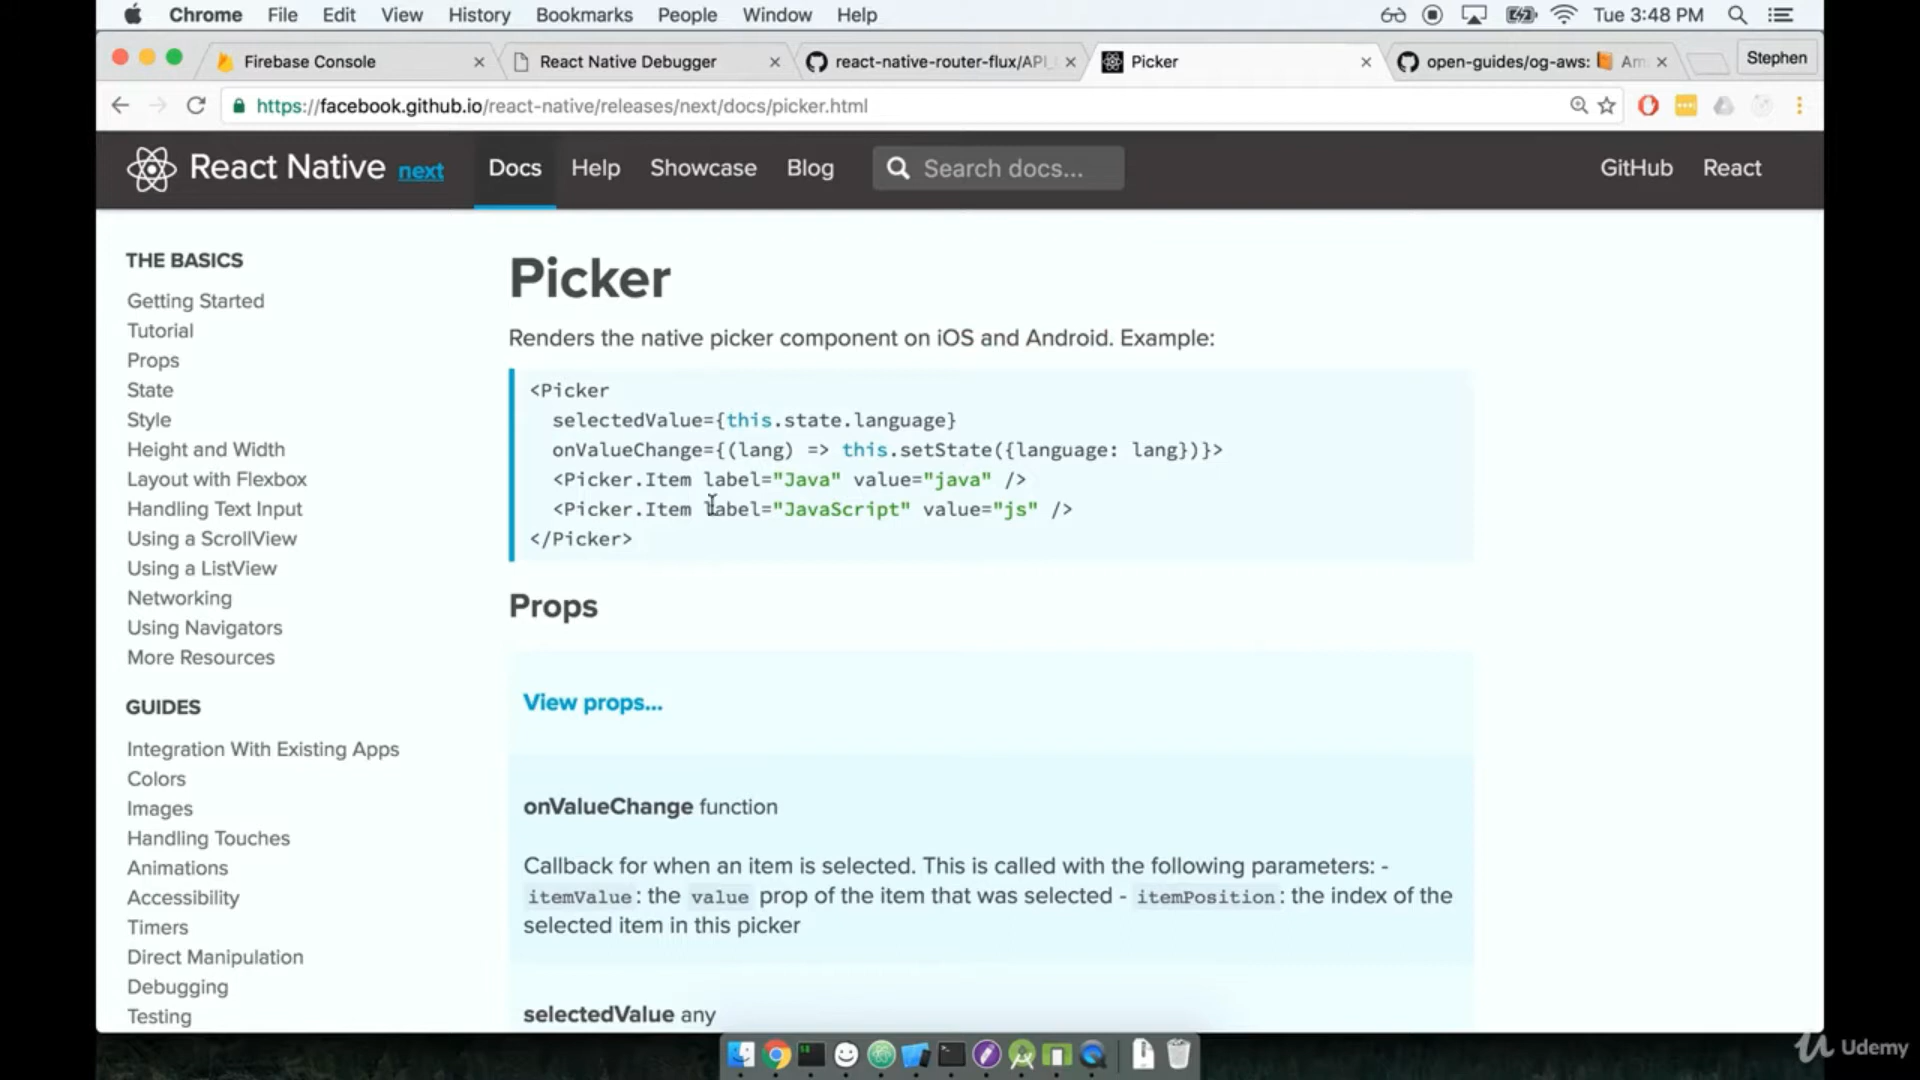 Chrome File Edit View History Bookmarks People Window Help Tue 3:48 PM
Firebase Console React Native Debugger react-native-router-flux/API_ Picker open-guides/og-aws: Am Stephen
https://facebook.github.io/react-native/releases/next/docs/picker.html
React Native next Docs Help Showcase Blog Search docs... GitHub React
THE BASICS
Getting Started
Tutorial
Props
State
Style
Height and Width
Layout with Flexbox
Handling Text Input
Using a ScrollView
Using a ListView
Networking
Using Navigators
More Resources
GUIDES
Integration With Existing Apps
Colors
Images
Handling Touches
Animations
Accessibility
Timers
Direct Manipulation
Debugging
Testing
Picker
Renders the native picker component on iOS and Android. Example:
<Picker
selectedValue={this.state.language}
onValueChange={(lang) => this.setState({language: lang})}>
<Picker.Item label="Java" value="java" />
<Picker.Item label="JavaScript" value="js" />
</Picker>
Props
View props...
onValueChange function
Callback for when an item is selected. This is called with the following parameters: -
itemValue: the value prop of the item that was selected - itemPosition: the index of the
selected item in this picker
selectedValue any
Udemy